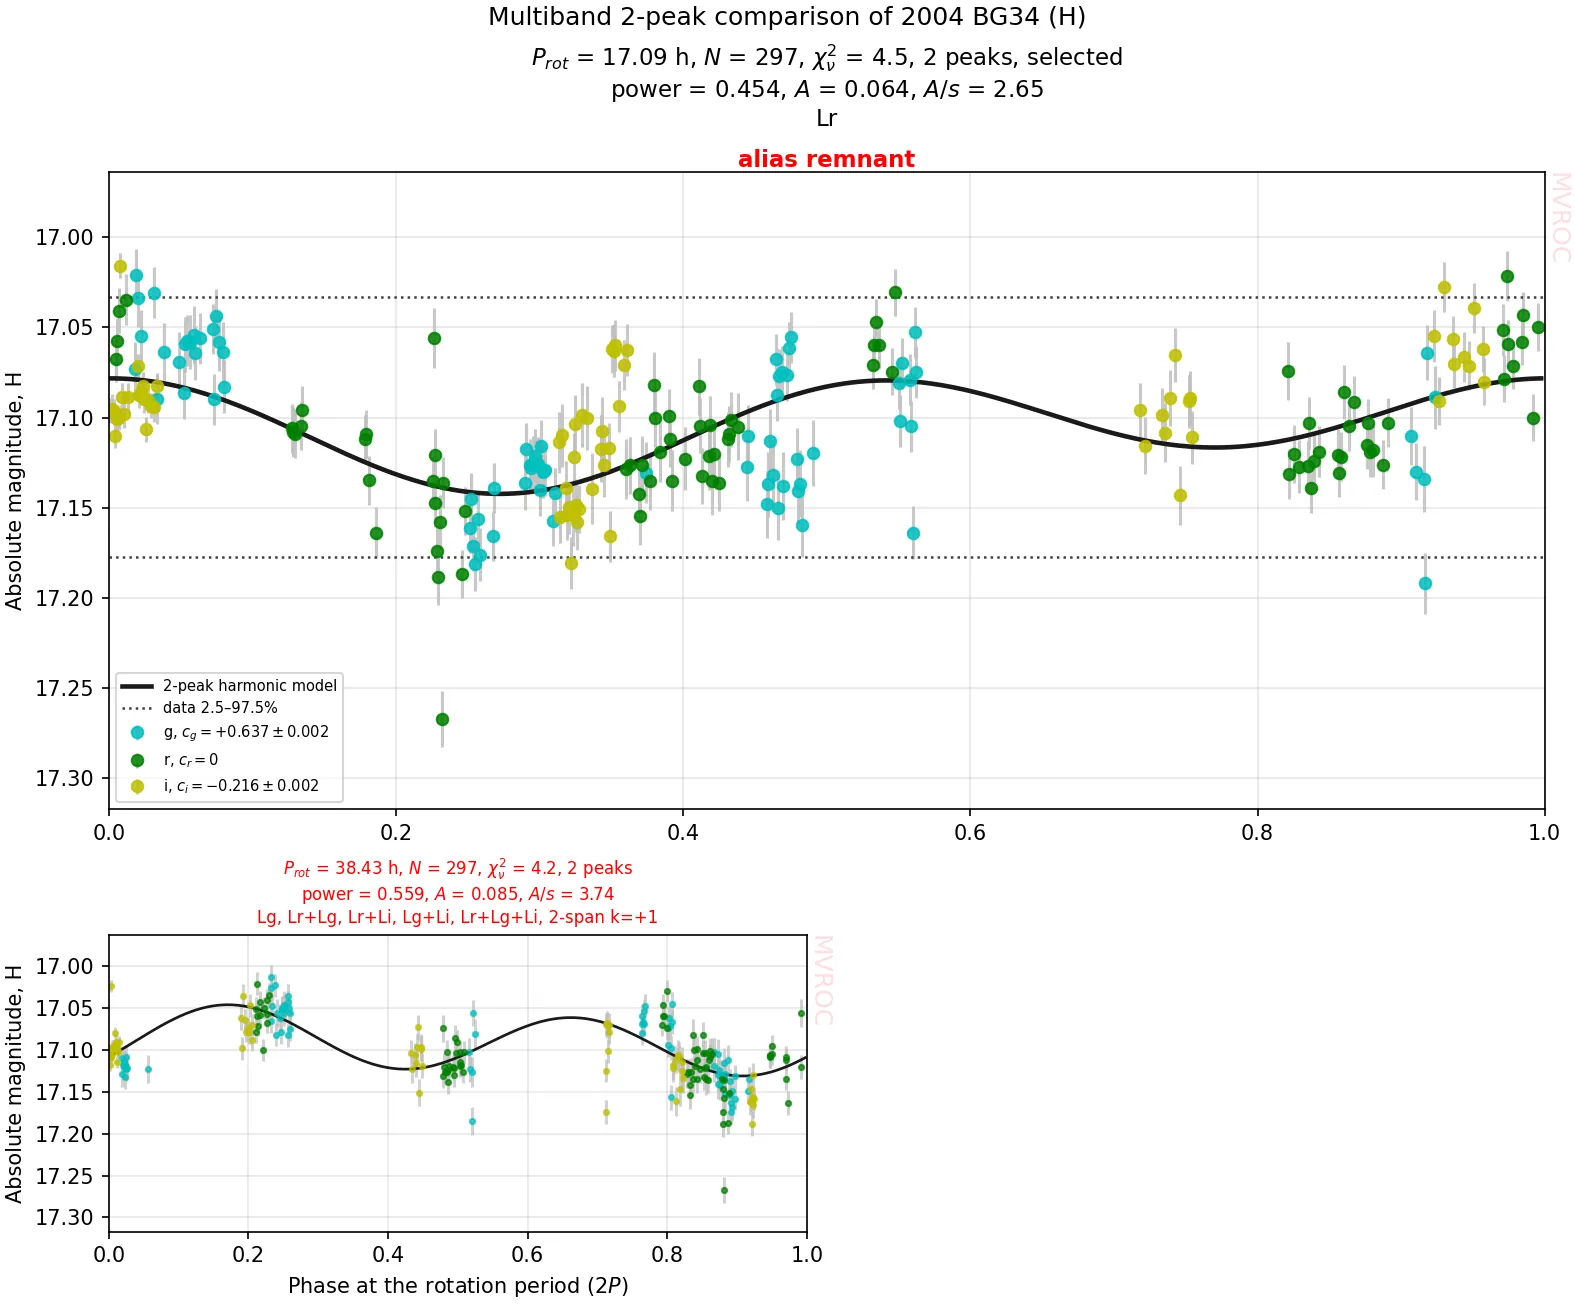 Multiband 2-peak comparison of 2004 BG34 (H)
P_rot = 17.09 h, N = 297, χ²_ν = 4.5, 2 peaks, selected
power = 0.454, A = 0.064, A/s = 2.65
Lr
alias remnant
MVROC
Absolute magnitude, H
17.00
17.05
17.10
17.15
17.20
17.25
17.30
2-peak harmonic model
data 2.5–97.5%
g, c_g = +0.637 ± 0.002
r, c_r = 0
i, c_i = −0.216 ± 0.002
0.0 0.2 0.4 0.6 0.8 1.0
P_rot = 38.43 h, N = 297, χ²_ν = 4.2, 2 peaks
power = 0.559, A = 0.085, A/s = 3.74
Lg, Lr+Lg, Lr+Li, Lg+Li, Lr+Lg+Li, 2-span k=+1
MVROC
Absolute magnitude, H
17.00
17.05
17.10
17.15
17.20
17.25
17.30
0.0 0.2 0.4 0.6 0.8 1.0
Phase at the rotation period (2P)